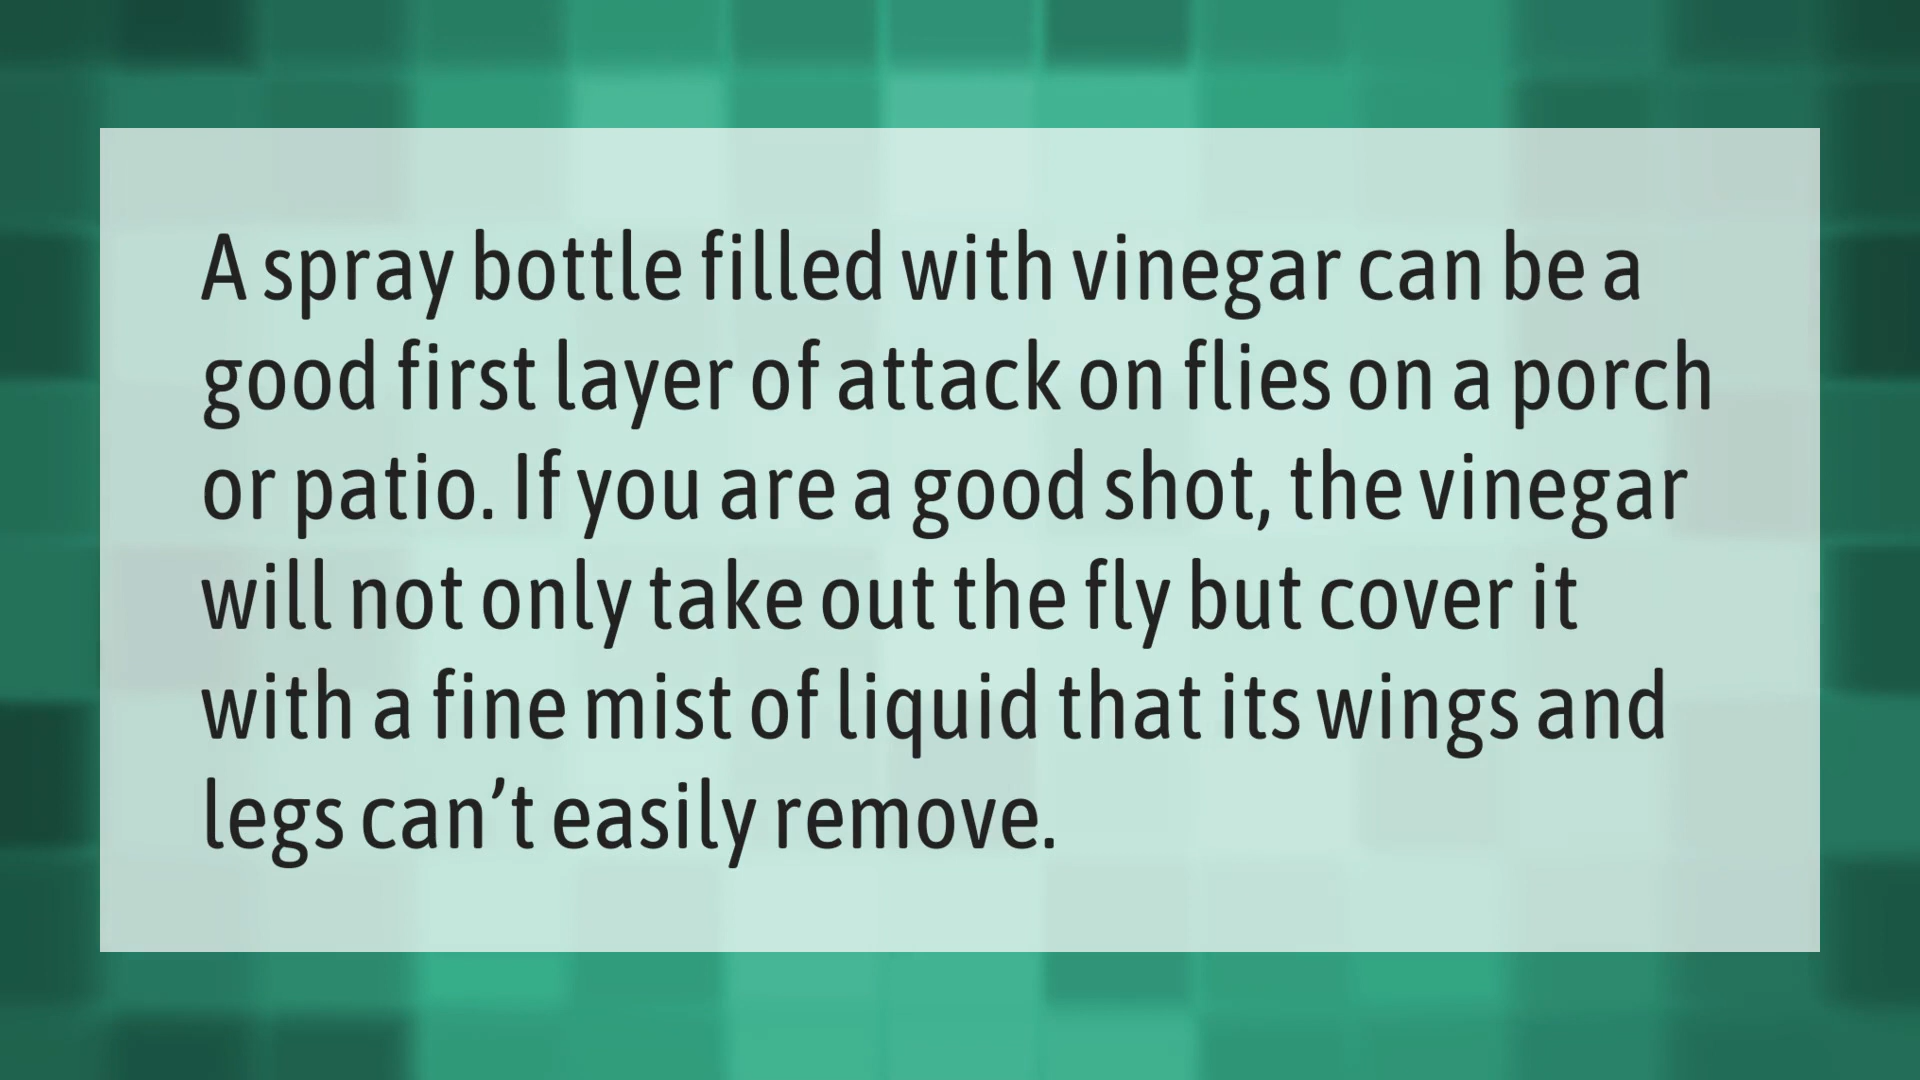 A spray bottle filled with vinegar can be a
good first layer of attack on flies on a porch
or patio. If you are a good shot, the vinegar
will not only take out the fly but cover it
with a fine mist of liquid that its wings and
legs can’t easily remove.